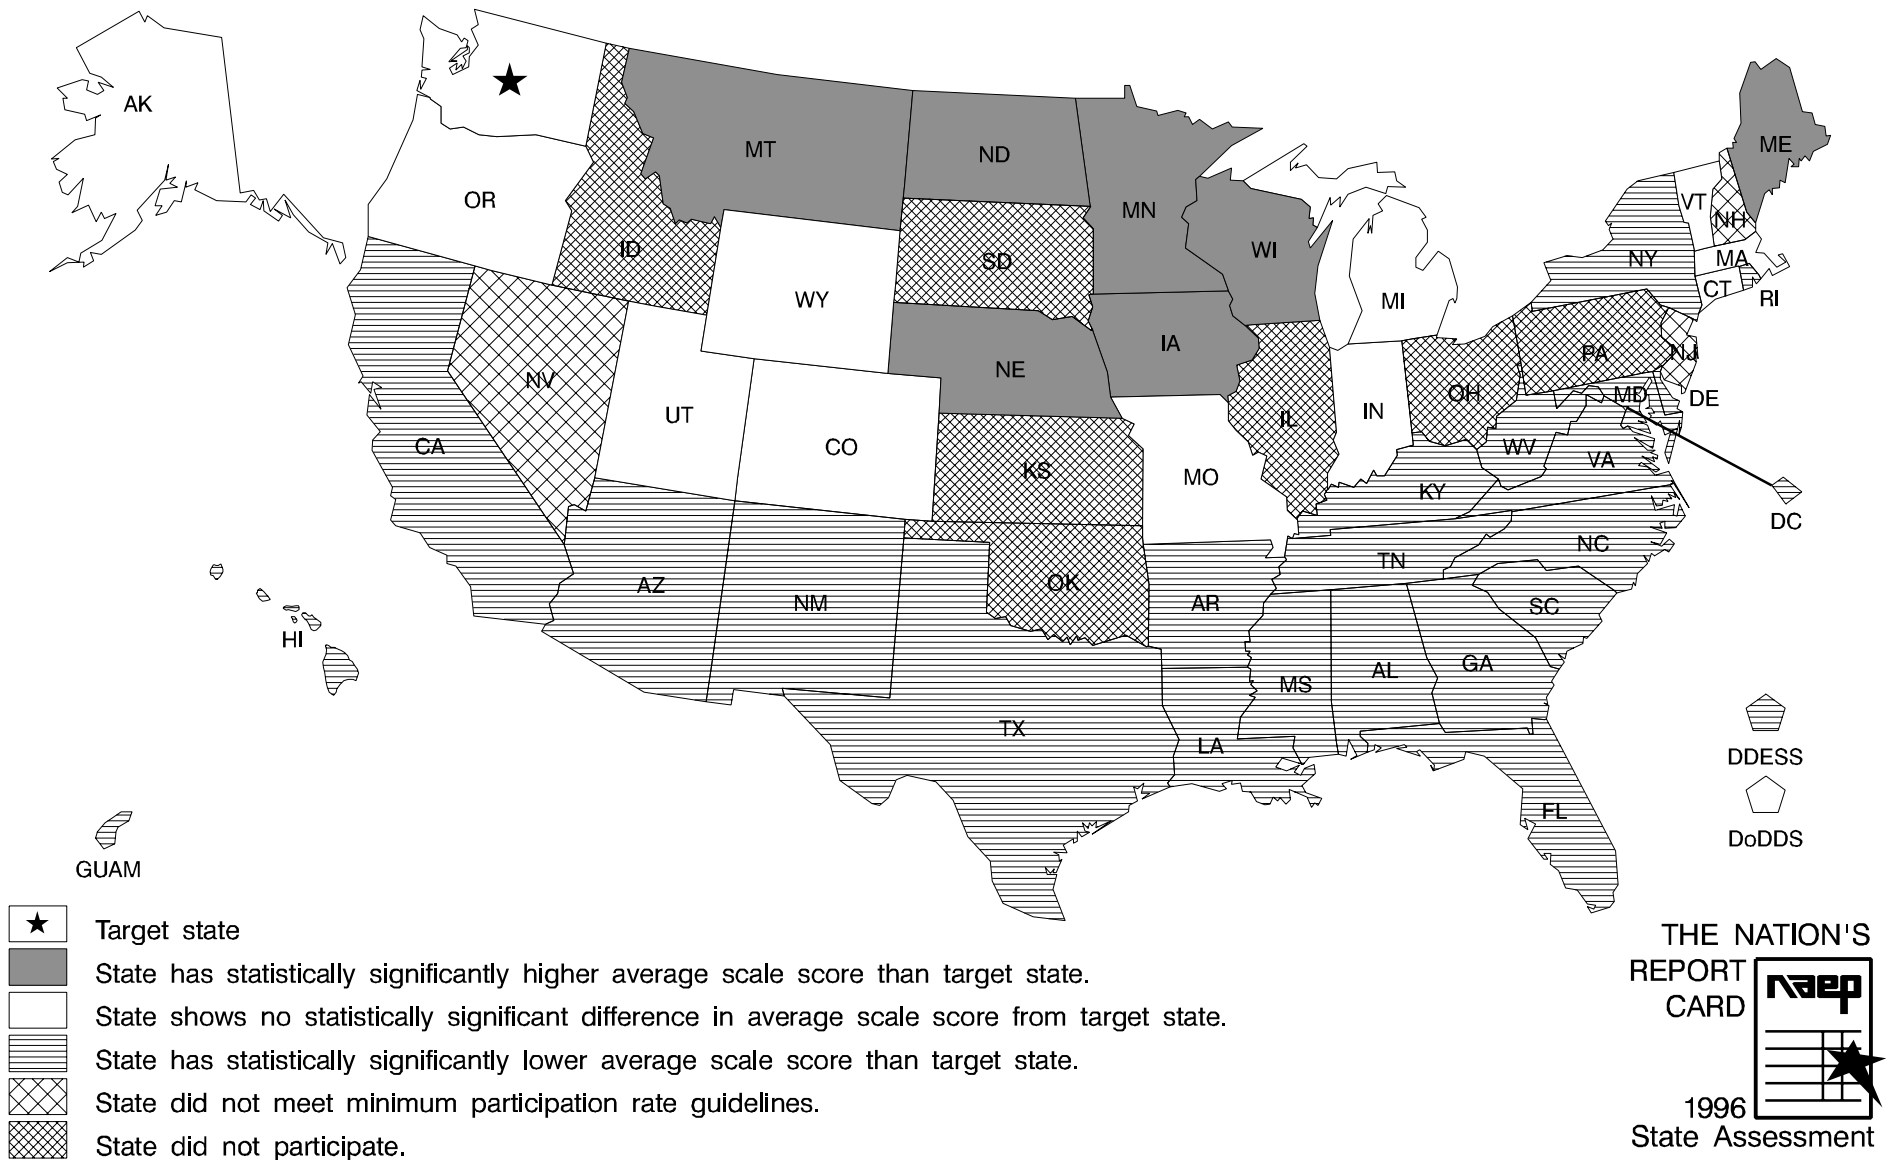 AK
MT
ND
ME
OR
MN
VT
NH
ID
SD
WI
NY
MA
WY
MI
CT
RI
IA
NE
PA
NJ
NV
UT
OH
MD
DE
IN
IL
CA
CO
WV
VA
KS
MO
KY
DC
NC
TN
AZ
OK
NM
AR
SC
HI
GA
AL
MS
TX
LA
DDESS
FL
DoDDS
GUAM
Target state
State has statistically significantly higher average scale score than target state.
State shows no statistically significant difference in average scale score from target state.
State has statistically significantly lower average scale score than target state.
State did not meet minimum participation rate guidelines.
State did not participate.
THE NATION'S
REPORT
CARD
naep
1996
State Assessment